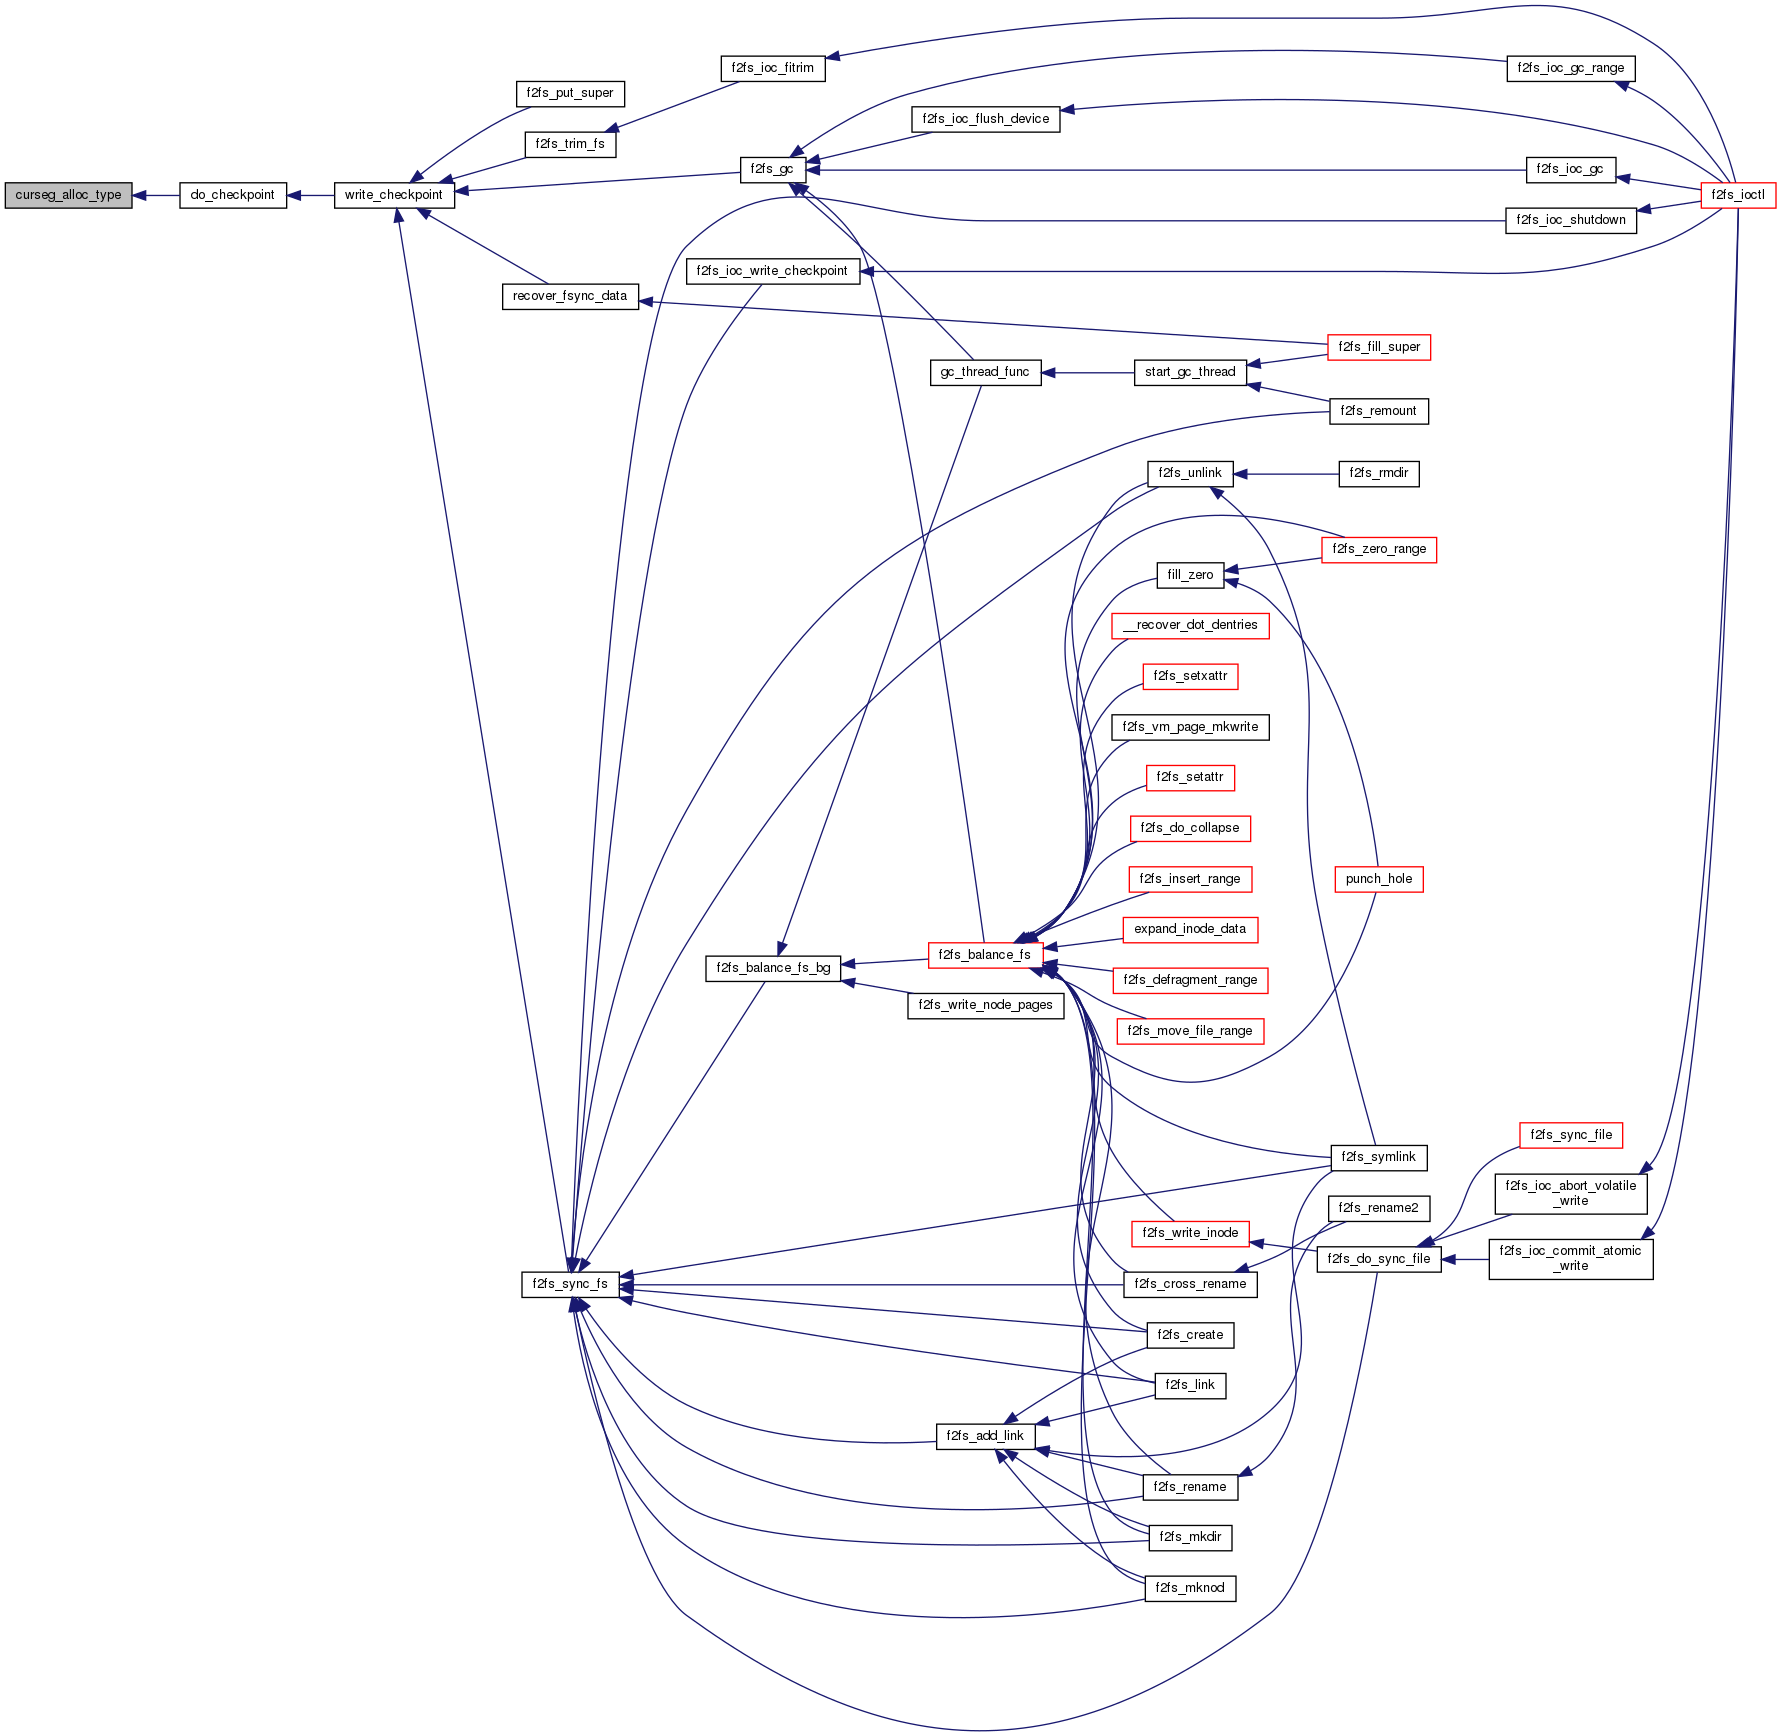 f2fs_ioc_fitrim
f2fs_ioc_gc_range
f2fs_put_super
f2fs_ioc_flush_device
f2fs_trim_fs
f2fs_gc
f2fs_ioc_gc
curseg_alloc_type
do_checkpoint
write_checkpoint
f2fs_ioctl
f2fs_ioc_shutdown
f2fs_ioc_write_checkpoint
recover_fsync_data
f2fs_fill_super
gc_thread_func
start_gc_thread
f2fs_remount
f2fs_unlink
f2fs_rmdir
f2fs_zero_range
fill_zero
__recover_dot_dentries
f2fs_setxattr
f2fs_vm_page_mkwrite
f2fs_setattr
f2fs_do_collapse
f2fs_insert_range
punch_hole
expand_inode_data
f2fs_balance_fs
f2fs_balance_fs_bg
f2fs_defragment_range
f2fs_write_node_pages
f2fs_move_file_range
f2fs_sync_file
f2fs_symlink
f2fs_ioc_abort_volatile
_write
f2fs_rename2
f2fs_write_inode
f2fs_do_sync_file
f2fs_ioc_commit_atomic
_write
f2fs_sync_fs
f2fs_cross_rename
f2fs_create
f2fs_link
f2fs_add_link
f2fs_rename
f2fs_mkdir
f2fs_mknod